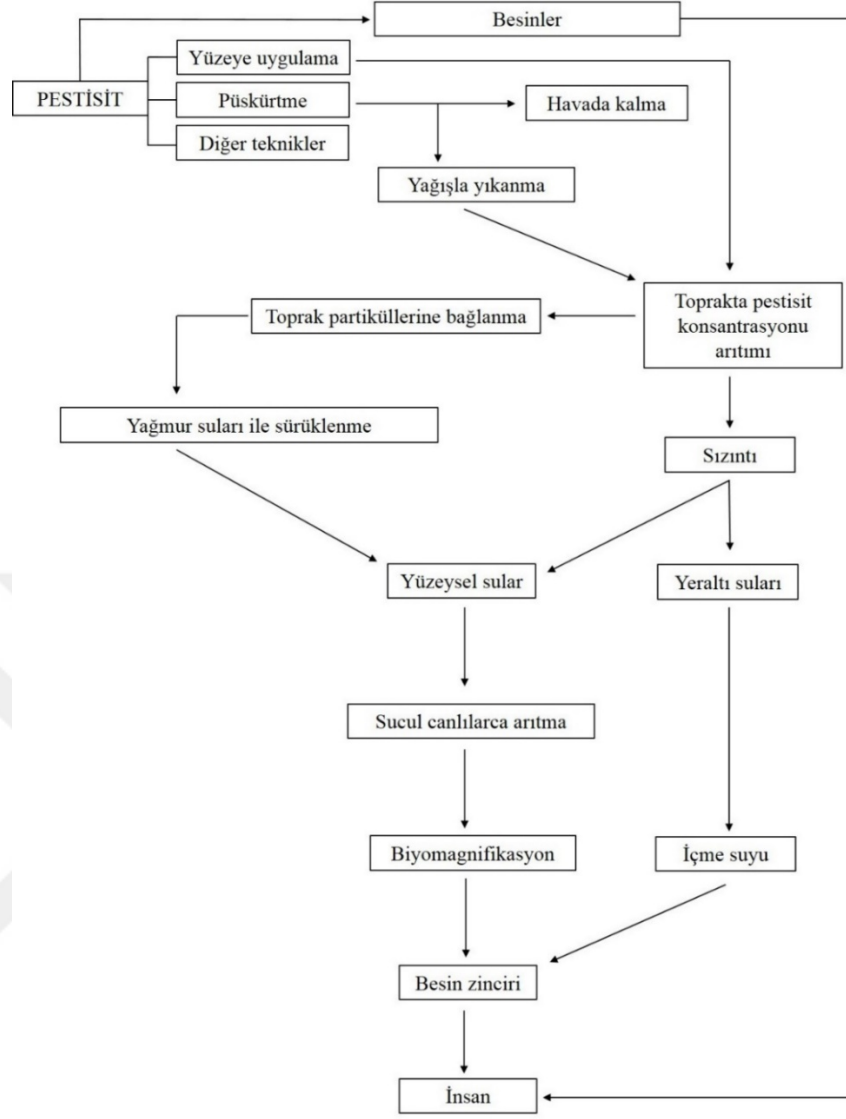 Besinler
Yüzeye uygulama
PESTİSİT
Püskürtme
Havada kalma
Diğer teknikler
Yağışla yıkanma
Toprakta pestisit
konsantrasyonu
arıtımı
Toprak partiküllerine bağlanma
Yağmur suları ile sürüklenme
Sızıntı
Yüzeysel sular
Yeraltı suları
Sucul canlılarca arıtma
Biyomagnifikasyon
İçme suyu
Besin zinciri
İnsan